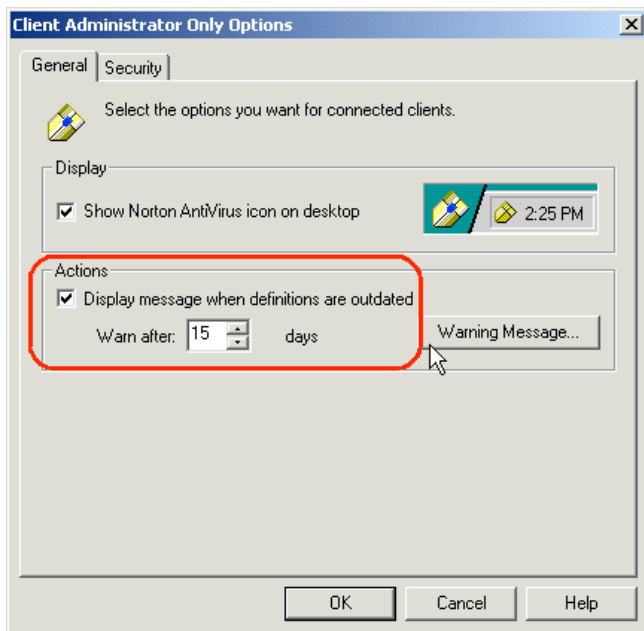 Client Administrator Only Options
General
Security
Select the options you want for connected clients.
Display
Show Norton AntiVirus icon on desktop
2:25 PM
Actions
Display message when definitions are outdated
Warn after: 15 days
Warning Message...
OK
Cancel
Help